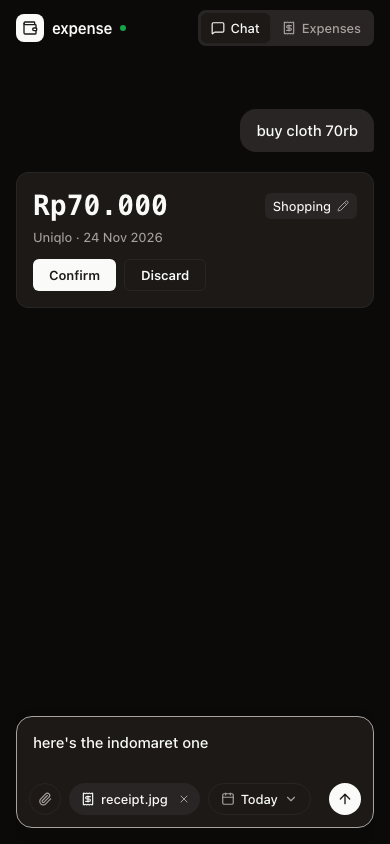 expense
Chat
Expenses
buy cloth 70rb
Rp70.000
Shopping
Uniqlo · 24 Nov 2026
Confirm
Discard
here's the indomaret one
receipt.jpg
Today